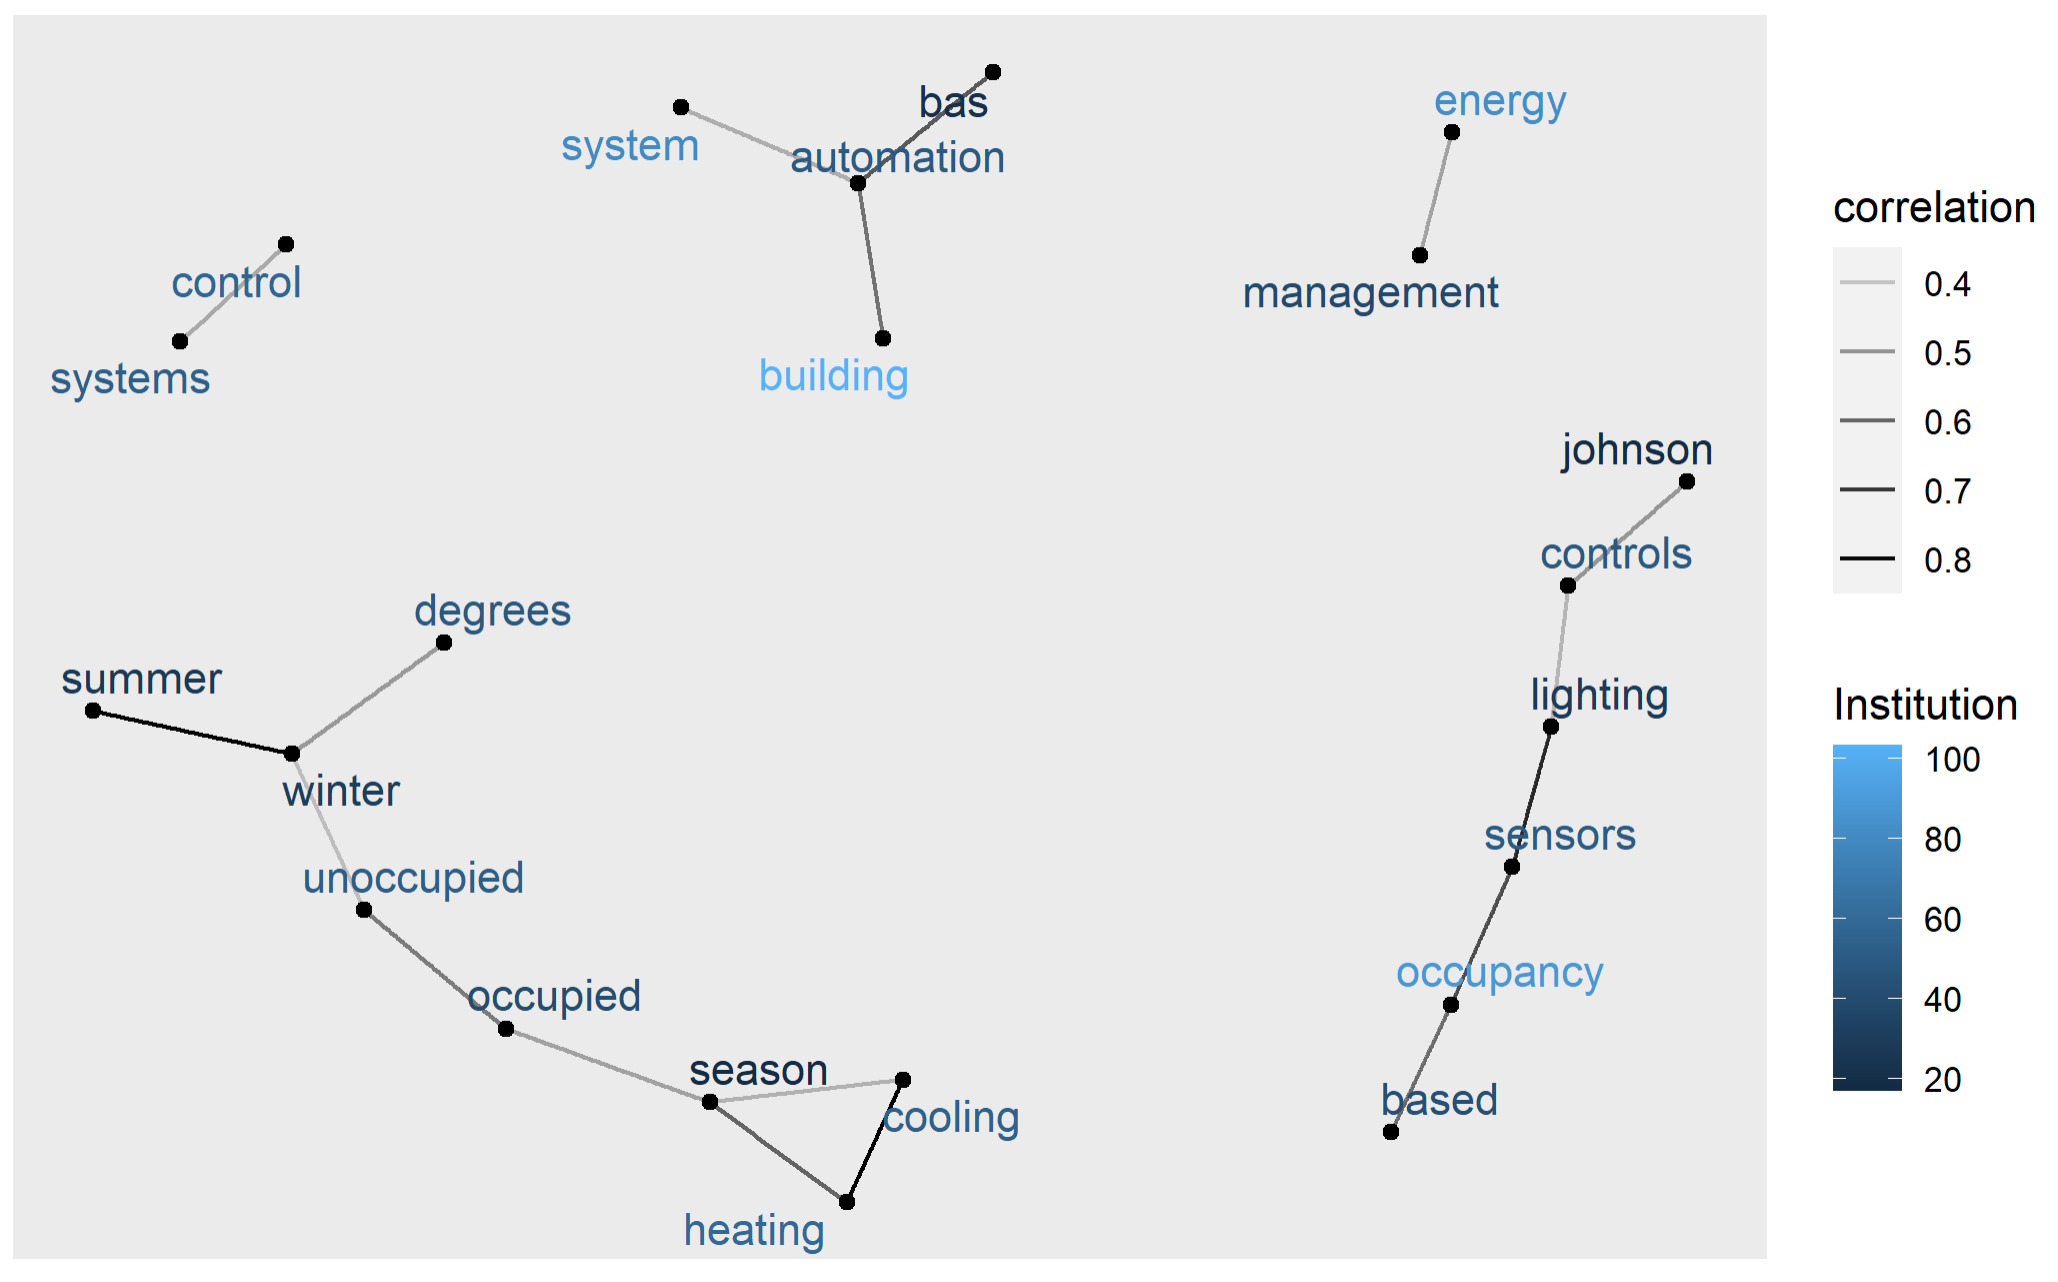 bas
energy
system
automation
control
management
systems
building
johnson
controls
degrees
summer
lighting
winter
sensors
unoccupied
occupancy
occupied
season
based
cooling
heating
correlation
0.4
0.5
0.6
0.7
0.8
Institution
100
80
60
40
20